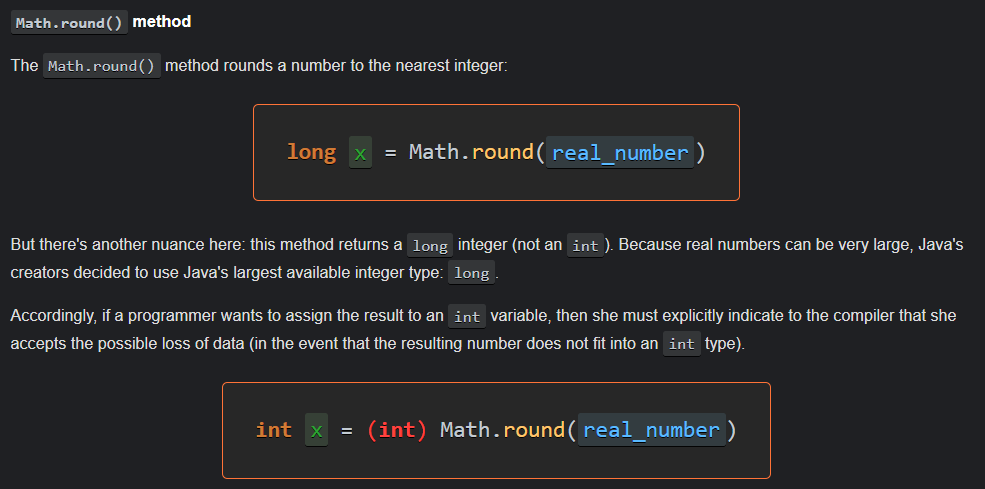 Math.round() method
The Math.round() method rounds a number to the nearest integer:
long x = Math.round(real_number)
But there's another nuance here: this method returns a long integer (not an int). Because real numbers can be very large, Java's
creators decided to use Java's largest available integer type: long.
Accordingly, if a programmer wants to assign the result to an int variable, then she must explicitly indicate to the compiler that she
accepts the possible loss of data (in the event that the resulting number does not fit into an int type).
int x = (int) Math.round(real_number)